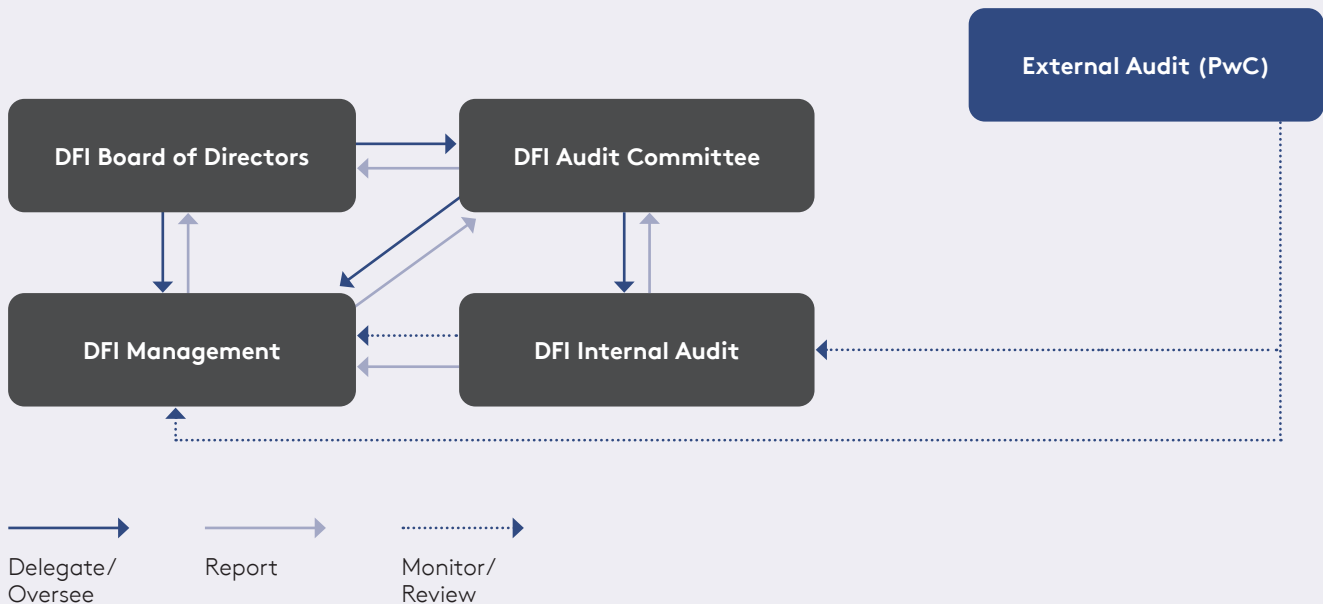 External Audit (PwC)
DFI Board of Directors
DFI Audit Committee
DFI Management
DFI Internal Audit
Delegate/
Oversee
Report
Monitor/
Review